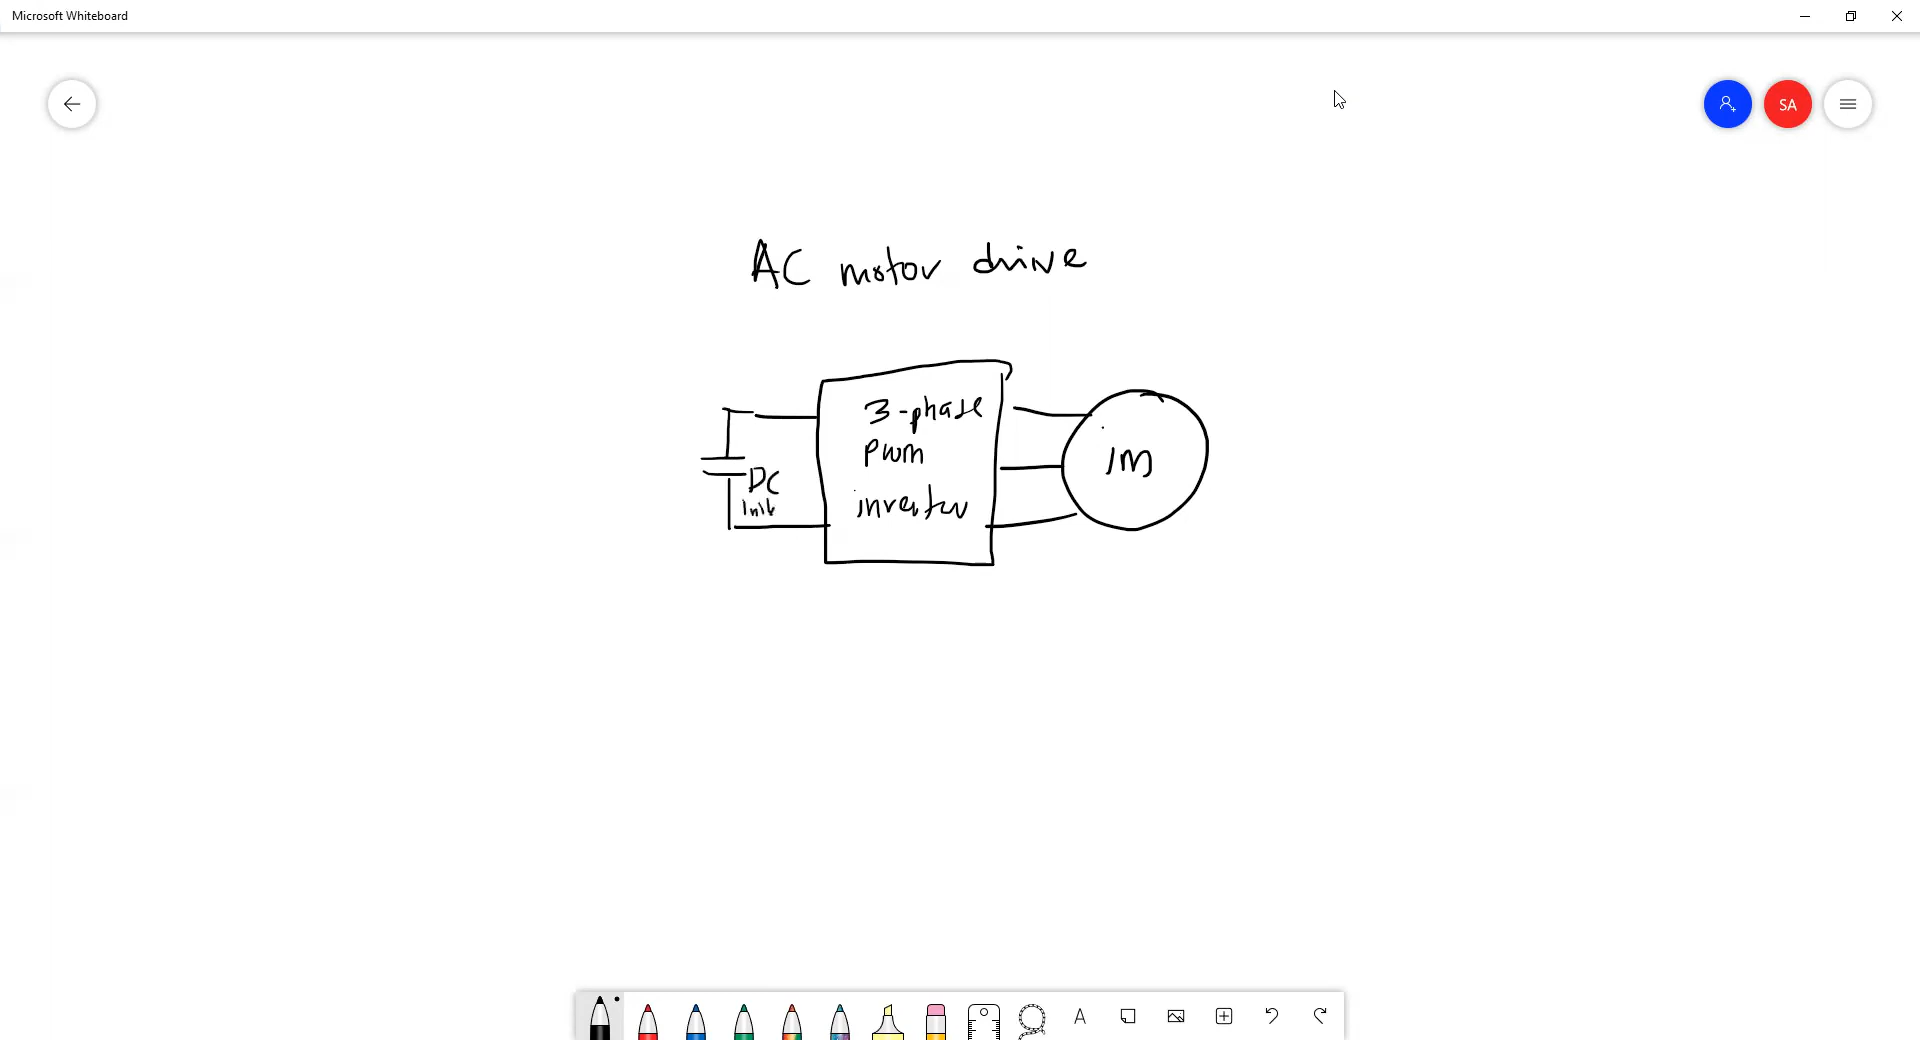 Microsoft Whiteboard
SA
AC motor drive
3-phase
PWM
inverter
DC
link
im